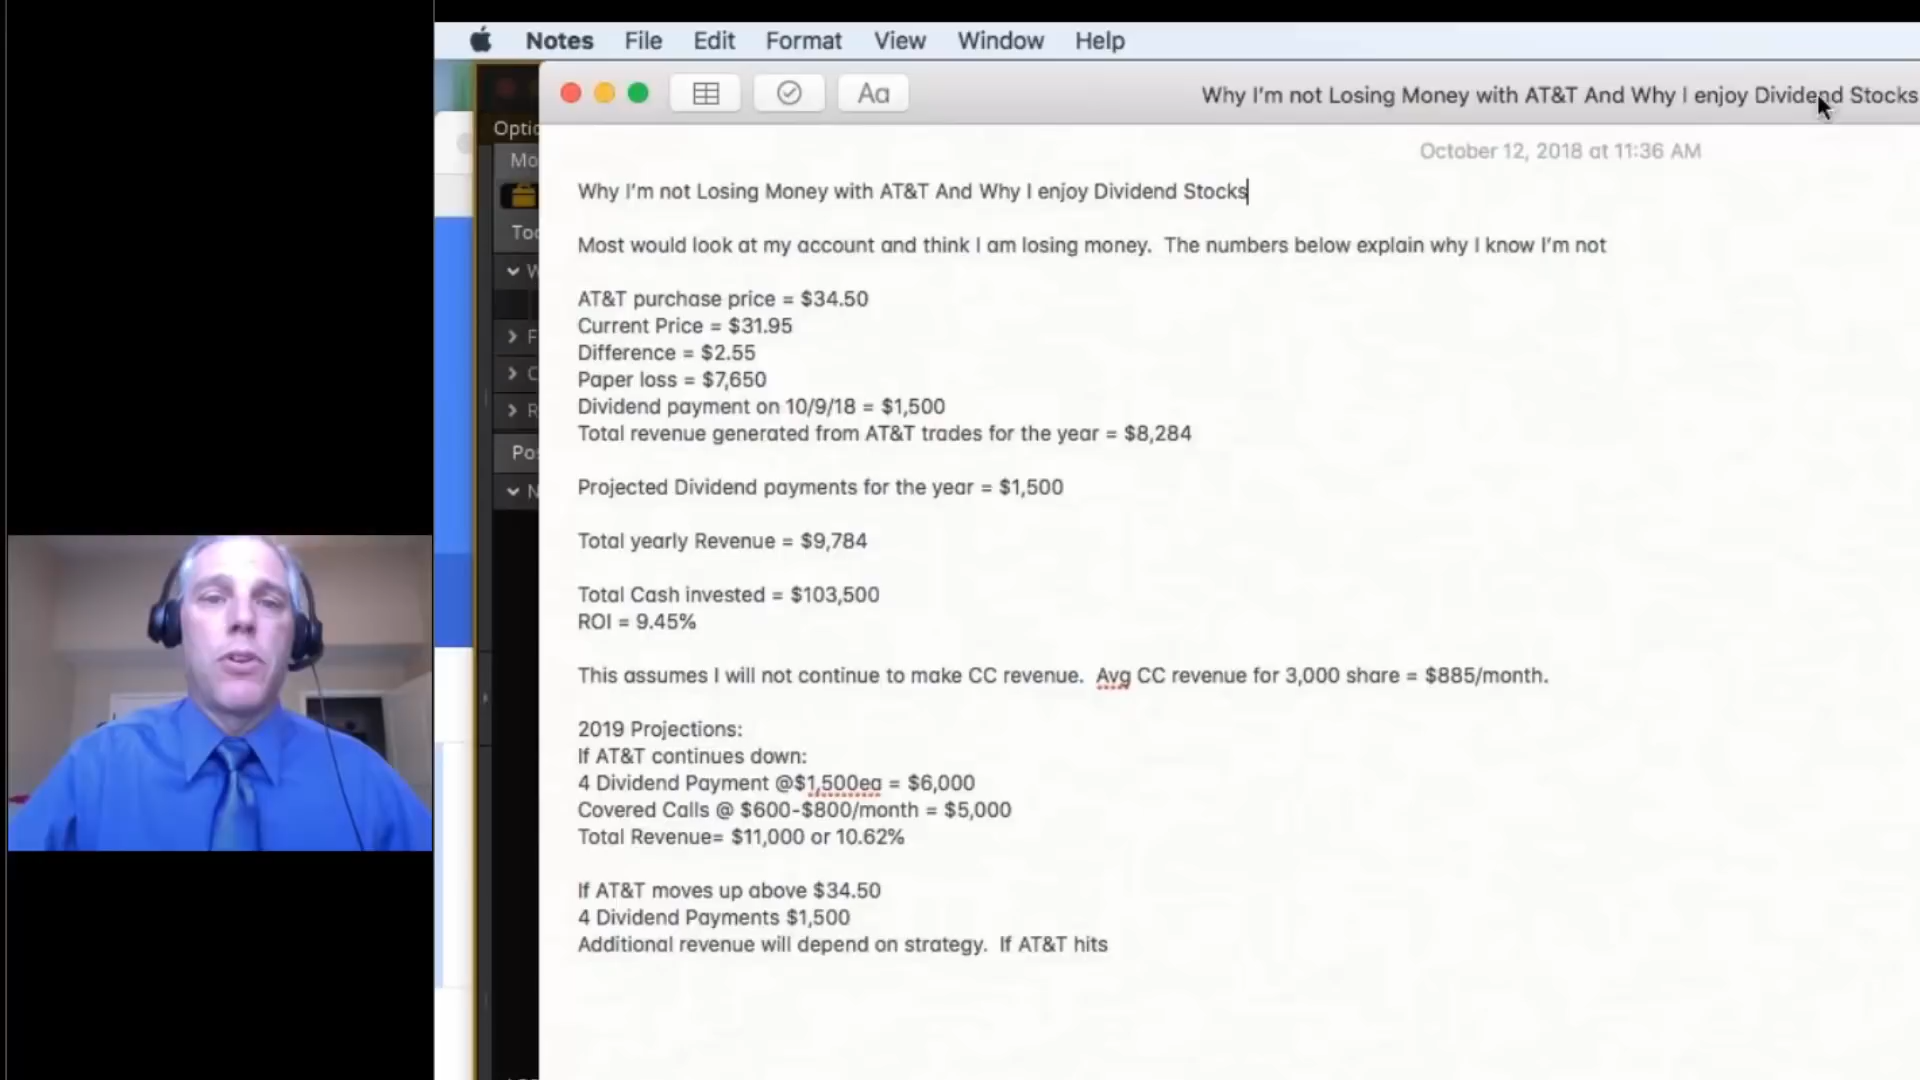 Notes File Edit Format View Window Help
Aa
Why I'm not Losing Money with AT&T And Why I enjoy Dividend Stocks
Optio
Mo
Too
W
F
C
R
Pos
N
October 12, 2018 at 11:36 AM
Why I'm not Losing Money with AT&T And Why I enjoy Dividend Stocks
Most would look at my account and think I am losing money. The numbers below explain why I know I'm not
AT&T purchase price = $34.50
Current Price = $31.95
Difference = $2.55
Paper loss = $7,650
Dividend payment on 10/9/18 = $1,500
Total revenue generated from AT&T trades for the year = $8,284
Projected Dividend payments for the year = $1,500
Total yearly Revenue = $9,784
Total Cash invested = $103,500
ROI = 9.45%
This assumes I will not continue to make CC revenue. Avg CC revenue for 3,000 share = $885/month.
2019 Projections:
If AT&T continues down:
4 Dividend Payment @$1,500ea = $6,000
Covered Calls @ $600-$800/month = $5,000
Total Revenue= $11,000 or 10.62%
If AT&T moves up above $34.50
4 Dividend Payments $1,500
Additional revenue will depend on strategy. If AT&T hits